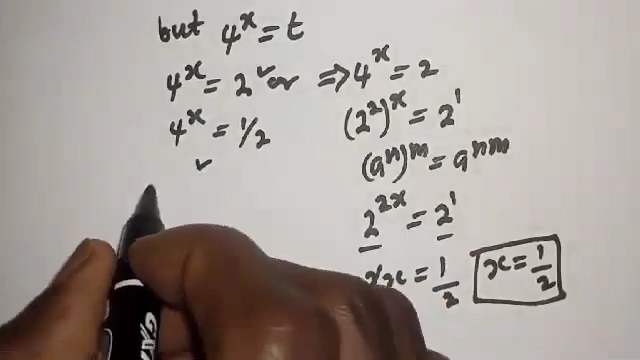 but 4^x = t
4^x = 2 ✓ or
4^x = 1/2
✓
⇒ 4^x = 2
(2^2)^x = 2^1
(a^n)^m = a^nm
2^2x = 2^1
x = 1/2
x = 1/2